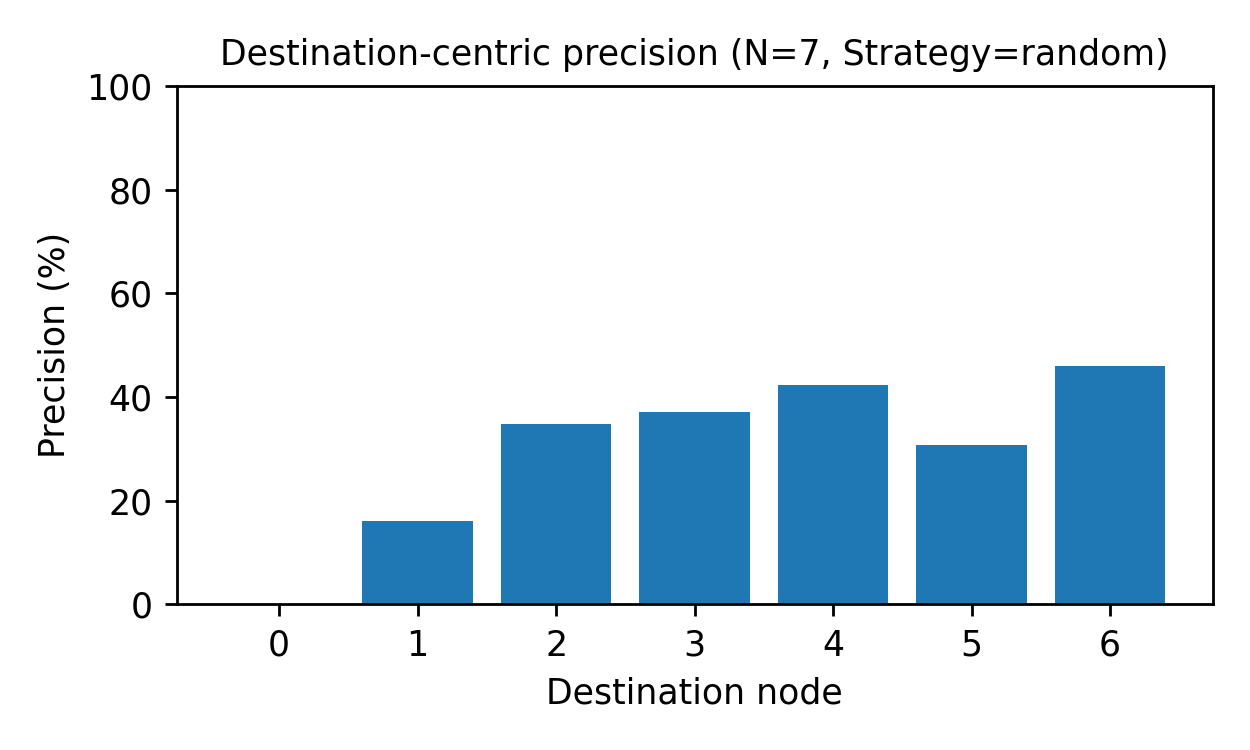 Destination-centric precision (N=7, Strategy=random)
100
80
60
40
20
0
Precision (%)
0 1 2 3 4 5 6
Destination node